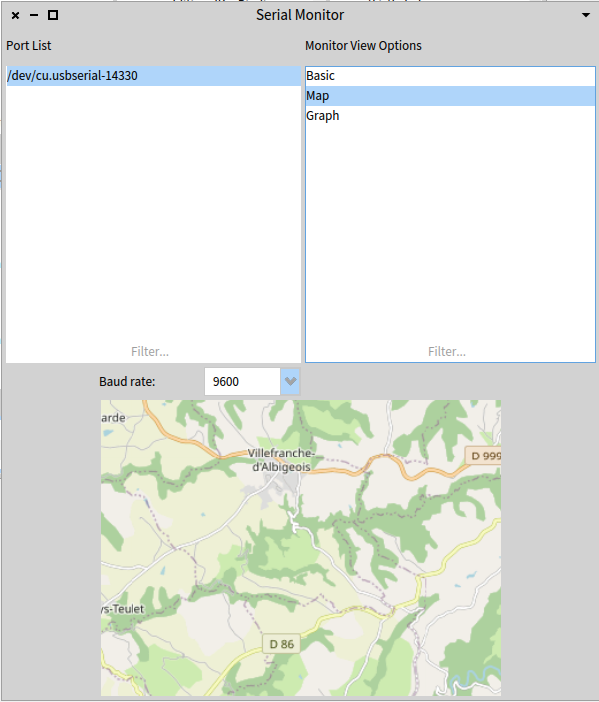 Serial Monitor
Port List
Monitor View Options
/dev/cu.usbserial-14330
Basic
Map
Graph
Filter...
Filter...
Baud rate:
9600
arde
Villefranche-
d'Albigeois
D 999
ys-Teulet
D 86